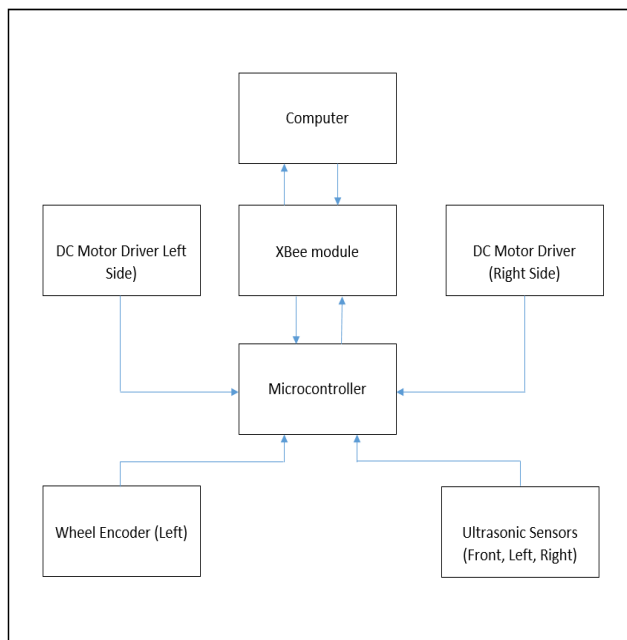 Computer
DC Motor Driver Left
Side)
XBee module
DC Motor Driver
(Right Side)
Microcontroller
Wheel Encoder (Left)
Ultrasonic Sensors
(Front, Left, Right)